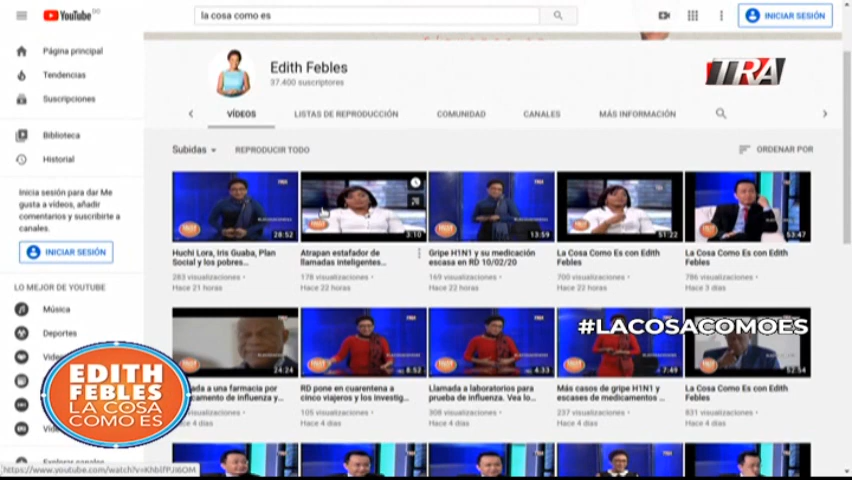 YouTube DO
la cosa como es
INICIAR SESIÓN
Página principal
Tendencias
Suscripciones
Biblioteca
Historial
Inicia sesión para dar Me
gusta a vídeos, añadir
comentarios y suscribirte a
canales.
INICIAR SESIÓN
LO MEJOR DE YOUTUBE
Música
Deportes
Edith Febles
37.400 suscriptores
TRA
VÍDEOS LISTAS DE REPRODUCCIÓN COMUNIDAD CANALES MÁS INFORMACIÓN
Subidas REPRODUCIR TODO ORDENAR POR
28:52 3:10 13:59 51:22 53:47
Huchi Lora, Iris Guaba, Plan
Social y los pobres...
283 visualizaciones •
Hace 21 horas
Atrapan estafador de
llamadas inteligentes...
178 visualizaciones •
Hace 22 horas
Gripe H1N1 y su medicación
escasa en RD 10/02/20
169 visualizaciones •
Hace 22 horas
La Cosa Como Es con Edith
Febles
700 visualizaciones •
Hace 22 horas
La Cosa Como Es con Edith
Febles
786 visualizaciones •
Hace 3 días
#LACOSACOMOES
24:24 8:52 4:33 7:49 52:54
a una farmacia por
RD pone en cuarentena a
cinco viajeros y los investig...
105 visualizaciones •
Hace 4 días
Llamada a laboratorios para
prueba de influenza. Vea lo...
308 visualizaciones •
Hace 4 días
Más casos de gripe H1N1 y
escases de medicamentos ...
237 visualizaciones •
Hace 4 días
La Cosa Como Es con Edith
Febles
831 visualizaciones •
Hace 4 días
EDITH
FEBLES
LA COSA
COMO ES